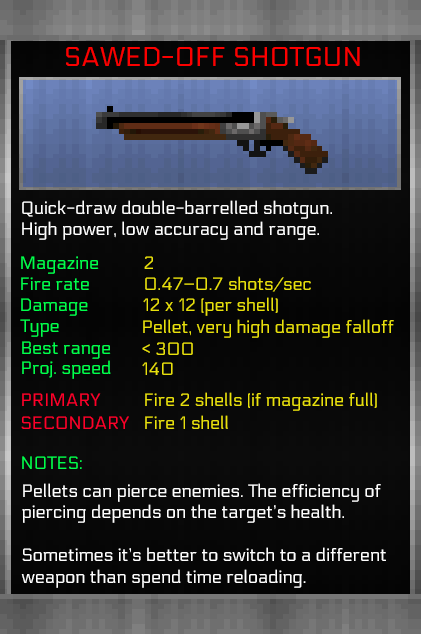 SAWED-OFF SHOTGUN
Quick-draw double-barrelled shotgun.
High power, low accuracy and range.
Magazine 2
Fire rate 0.47–0.7 shots/sec
Damage 12 x 12 (per shell)
Type Pellet, very high damage falloff
Best range < 300
Proj. speed 140
PRIMARY Fire 2 shells (if magazine full)
SECONDARY Fire 1 shell
NOTES:
Pellets can pierce enemies. The efficiency of
piercing depends on the target's health.
Sometimes it's better to switch to a different
weapon than spend time reloading.